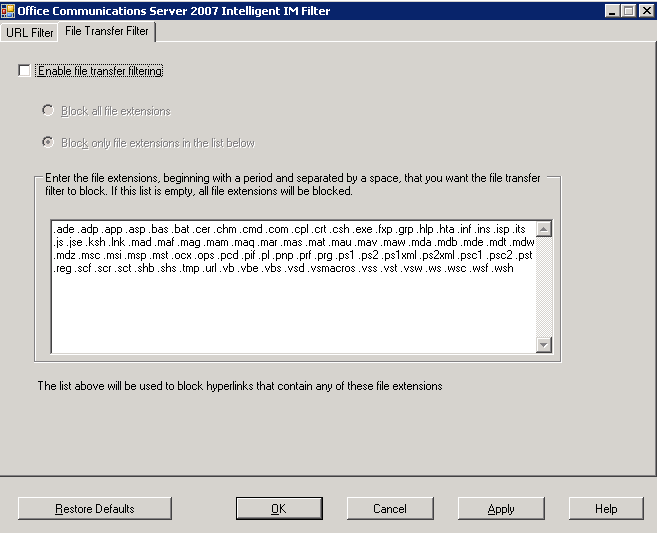 Office Communications Server 2007 Intelligent IM Filter
URL Filter File Transfer Filter
Enable file transfer filtering
Block all file extensions
Block only file extensions in the list below
Enter the file extensions, beginning with a period and separated by a space, that you want the file transfer
filter to block. If this list is empty, all file extensions will be blocked.
.ade .adp .app .asp .bas .bat .cer .chm .cmd .com .cpl .crt .csh .exe .fxp .grp .hlp .hta .inf .ins .isp .its
.js .jse .ksh .lnk .mad .maf .mag .mam .maq .mar .mas .mat .mau .mav .maw .mda .mdb .mde .mdt .mdw
.mdz .msc .msi .msp .mst .ocx .ops .pcd .pif .pl .pnp .prf .prg .ps1 .ps2 .ps1xml .ps2xml .psc1 .psc2 .pst
.reg .scf .scr .sct .shb .shs .tmp .url .vb .vbe .vbs .vsd .vsmacros .vss .vst .vsw .ws .wsc .wsf .wsh
The list above will be used to block hyperlinks that contain any of these file extensions
Restore Defaults OK Cancel Apply Help